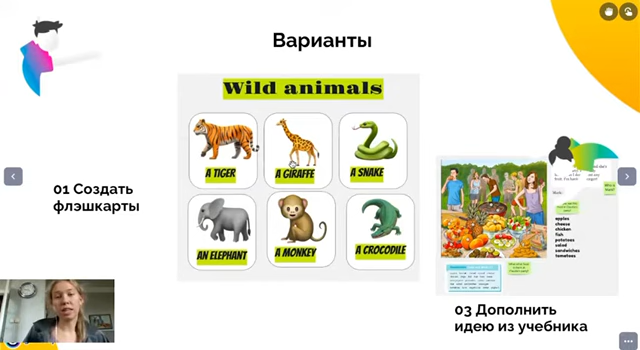 Варианты
Wild animals
A TIGER
A GIRAFFE
A SNAKE
AN ELEPHANT
A MONKEY
A CROCODILE
01 Создать
флэшкарты
apples
cheese
chicken
fish
potatoes
salad
sandwiches
tomatoes
03 Дополнить
идею из учебника